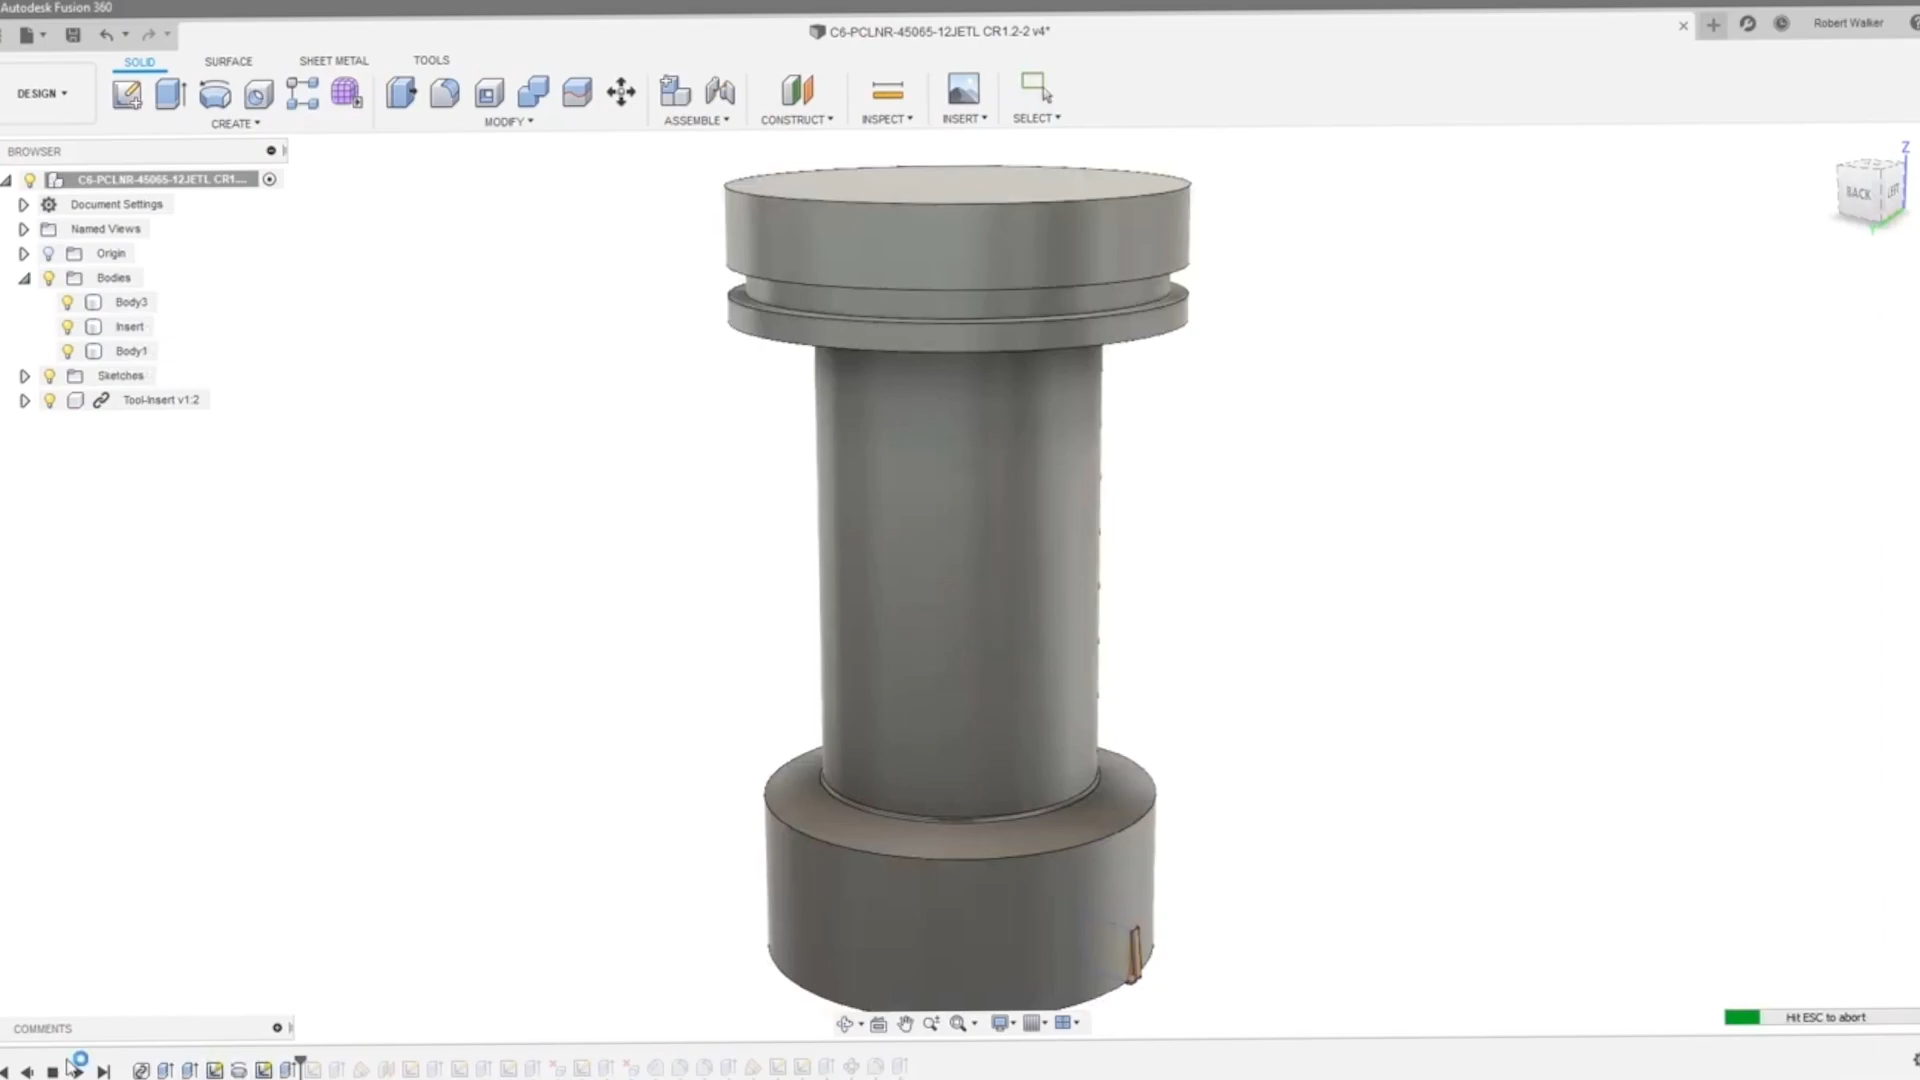 Autodesk Fusion 360
C6-PCLNR-45065-12JETL CR1.2-2 v4*
Robert Walker
SOLID SURFACE SHEET METAL TOOLS
DESIGN
CREATE MODIFY ASSEMBLE CONSTRUCT INSPECT INSERT SELECT
BROWSER
C6-PCLNR-45065-12JETL CR1....
Document Settings
Named Views
Origin
Bodies
Body3
Insert
Body1
Sketches
Tool-Insert v1:2
Z
BACK
LEFT
Y
COMMENTS
Hit ESC to abort